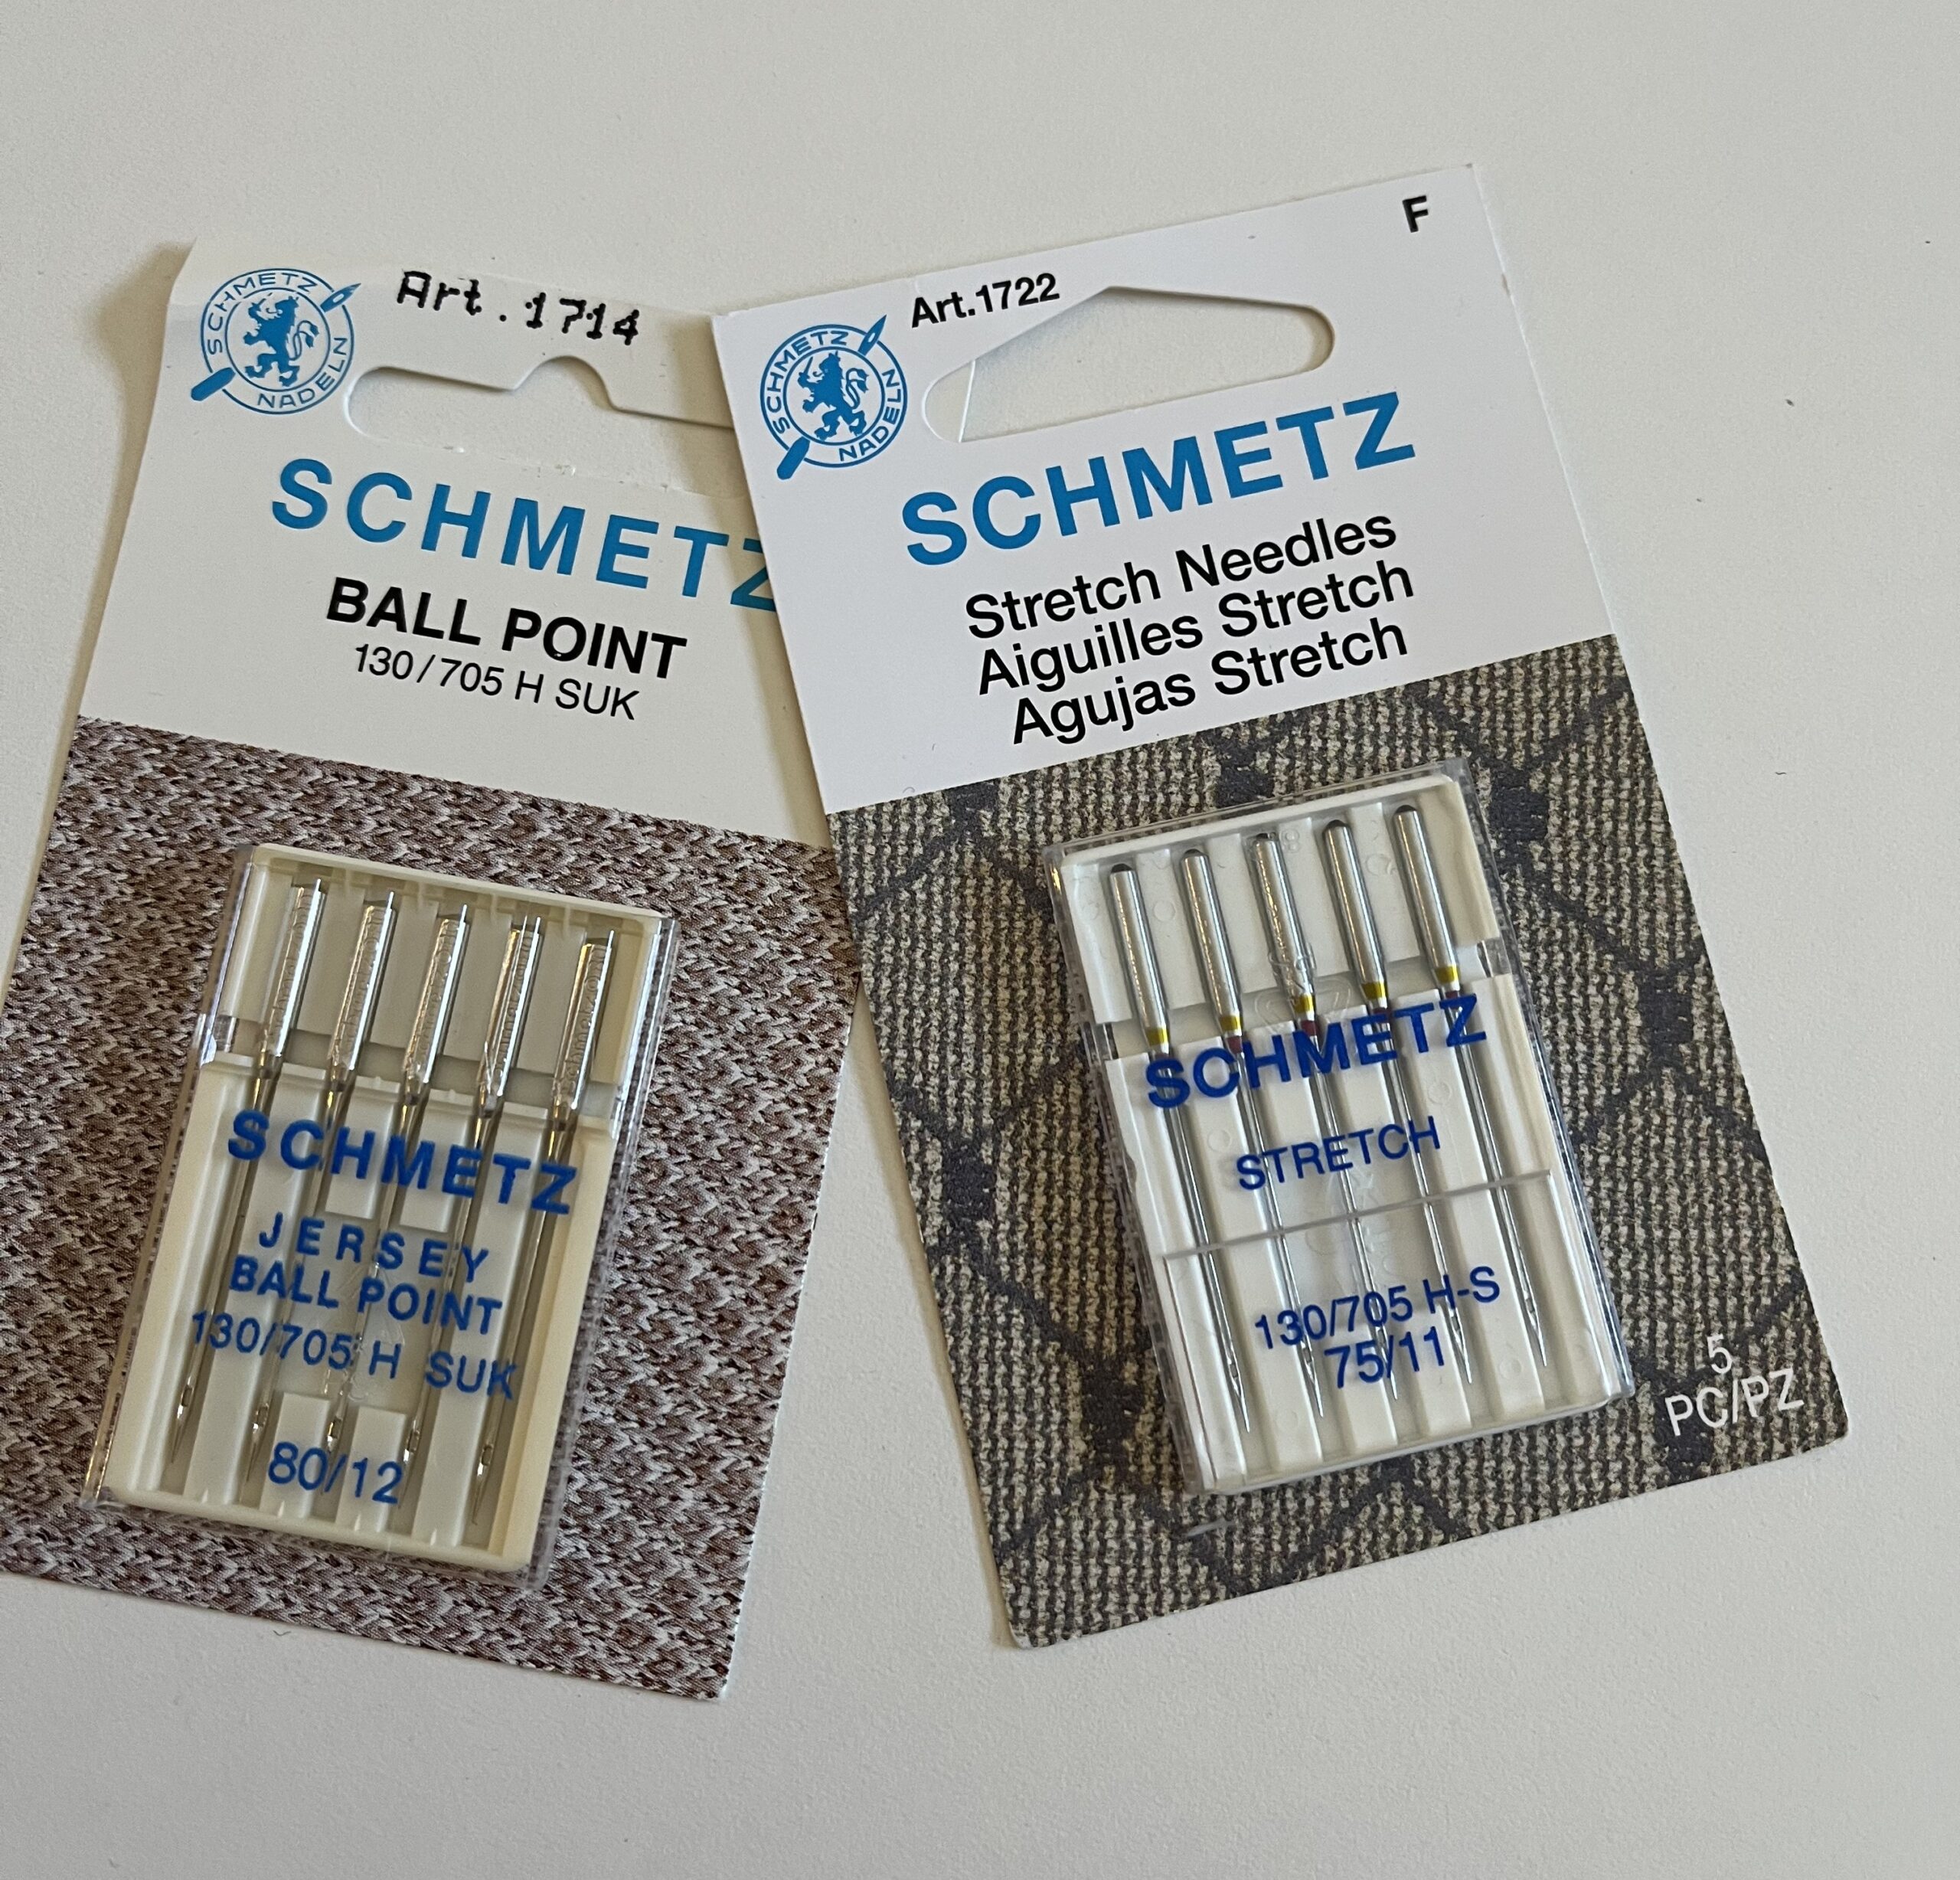 SCHMETZ
NADELN
Art.1714
SCHMETZ
BALL POINT
130/705 H SUK
SCHMETZ
JERSEY
BALL POINT
130/705 H SUK
80/12
F
Art.1722
SCHMETZ
NADELN
SCHMETZ
Stretch Needles
Aiguilles Stretch
Agujas Stretch
SCHMETZ
STRETCH
130/705 H-S
75/11
5
PC/PZ